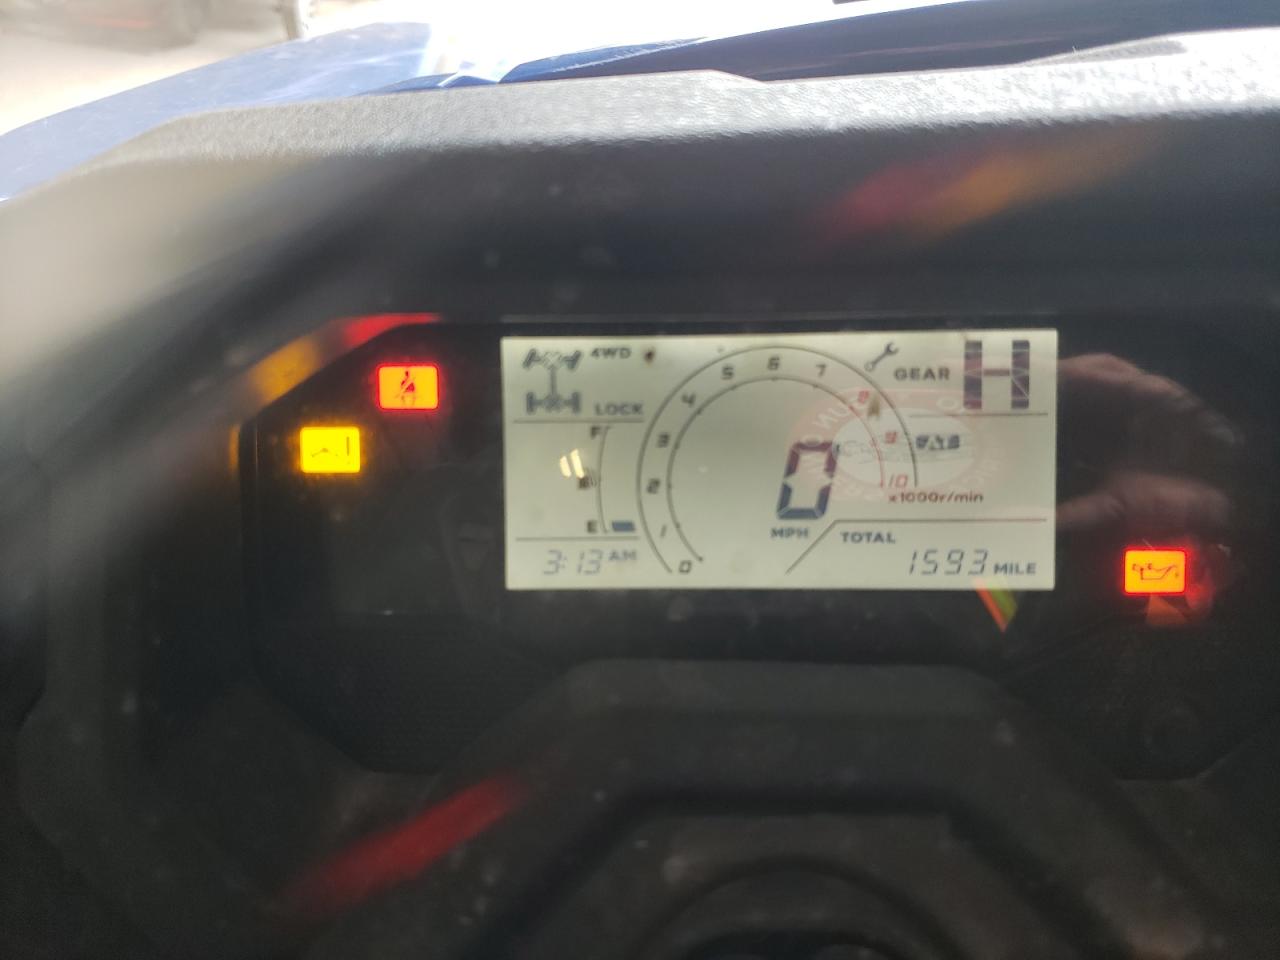 4WD
LOCK
F
E
3:13 AM
0
1
2
3
4
5
6
7
8
9
10
x1000r/min
GEAR H
EPS
0
MPH
TOTAL
1593 MILE